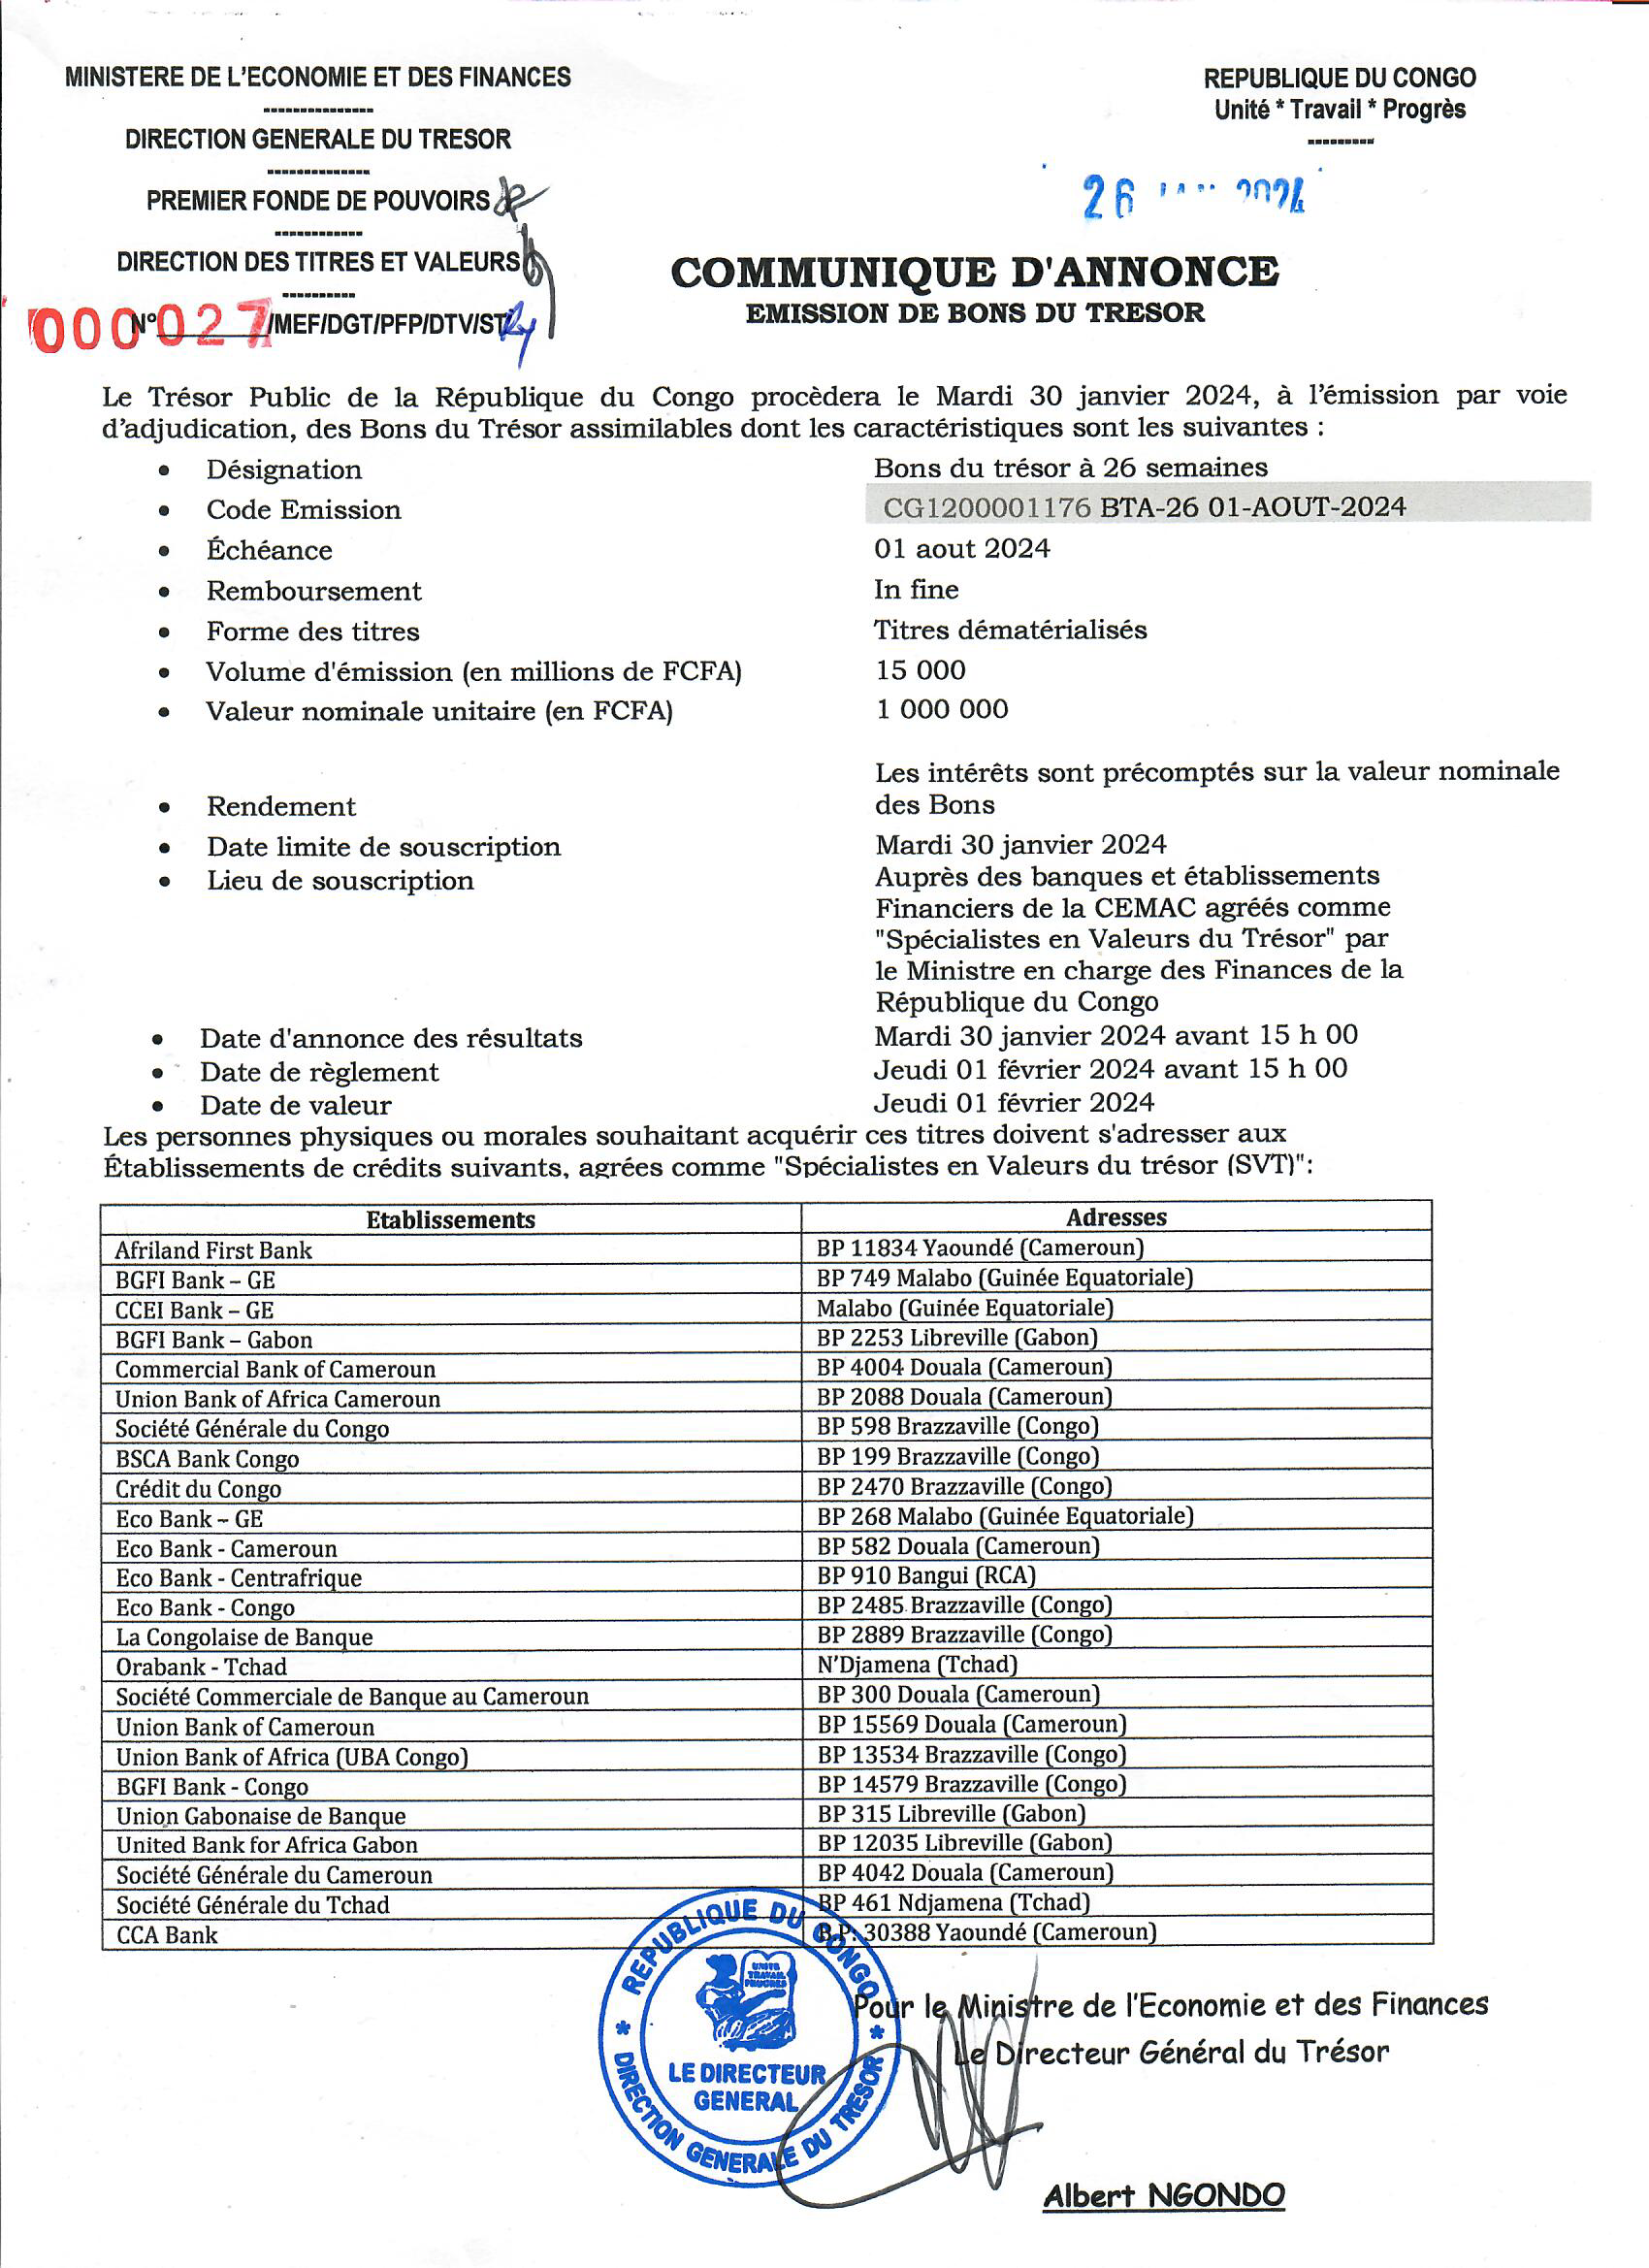 MINISTERE DE L'ECONOMIE ET DES FINANCES
---------------
DIRECTION GENERALE DU TRESOR
--------------
PREMIER FONDE DE POUVOIRS
------------
DIRECTION DES TITRES ET VALEURS
----------
000 N° 027 /MEF/DGT/PFP/DTV/ST
REPUBLIQUE DU CONGO
Unité * Travail * Progrès
---------
26 2024
COMMUNIQUE D'ANNONCE
EMISSION DE BONS DU TRESOR
Le Trésor Public de la République du Congo procèdera le Mardi 30 janvier 2024, à l'émission par voie
d'adjudication, des Bons du Trésor assimilables dont les caractéristiques sont les suivantes :
• Désignation Bons du trésor à 26 semaines
• Code Emission CG1200001176 BTA-26 01-AOUT-2024
• Échéance 01 aout 2024
• Remboursement In fine
• Forme des titres Titres dématérialisés
• Volume d'émission (en millions de FCFA) 15 000
• Valeur nominale unitaire (en FCFA) 1 000 000
Les intérêts sont précomptés sur la valeur nominale
• Rendement des Bons
• Date limite de souscription Mardi 30 janvier 2024
• Lieu de souscription Auprès des banques et établissements
Financiers de la CEMAC agréés comme
"Spécialistes en Valeurs du Trésor" par
le Ministre en charge des Finances de la
République du Congo
• Date d'annonce des résultats Mardi 30 janvier 2024 avant 15 h 00
• Date de règlement Jeudi 01 février 2024 avant 15 h 00
• Date de valeur Jeudi 01 février 2024
Les personnes physiques ou morales souhaitant acquérir ces titres doivent s'adresser aux
Établissements de crédits suivants, agrées comme "Spécialistes en Valeurs du trésor (SVT)":
Etablissements Adresses
Afriland First Bank BP 11834 Yaoundé (Cameroun)
BGFI Bank – GE BP 749 Malabo (Guinée Equatoriale)
CCEI Bank – GE Malabo (Guinée Equatoriale)
BGFI Bank – Gabon BP 2253 Libreville (Gabon)
Commercial Bank of Cameroun BP 4004 Douala (Cameroun)
Union Bank of Africa Cameroun BP 2088 Douala (Cameroun)
Société Générale du Congo BP 598 Brazzaville (Congo)
BSCA Bank Congo BP 199 Brazzaville (Congo)
Crédit du Congo BP 2470 Brazzaville (Congo)
Eco Bank – GE BP 268 Malabo (Guinée Equatoriale)
Eco Bank - Cameroun BP 582 Douala (Cameroun)
Eco Bank - Centrafrique BP 910 Bangui (RCA)
Eco Bank - Congo BP 2485 Brazzaville (Congo)
La Congolaise de Banque BP 2889 Brazzaville (Congo)
Orabank - Tchad N'Djamena (Tchad)
Société Commerciale de Banque au Cameroun BP 300 Douala (Cameroun)
Union Bank of Cameroun BP 15569 Douala (Cameroun)
Union Bank of Africa (UBA Congo) BP 13534 Brazzaville (Congo)
BGFI Bank - Congo BP 14579 Brazzaville (Congo)
Union Gabonaise de Banque BP 315 Libreville (Gabon)
United Bank for Africa Gabon BP 12035 Libreville (Gabon)
Société Générale du Cameroun BP 4042 Douala (Cameroun)
Société Générale du Tchad BP 461 Ndjamena (Tchad)
CCA Bank B.P: 30388 Yaoundé (Cameroun)
REPUBLIQUE DU CONGO
UNITE
TRAVAIL
PROGRES
LE DIRECTEUR
GENERAL
* DIRECTION GENERALE DU TRESOR *
Pour le Ministre de l'Economie et des Finances
Le Directeur Général du Trésor
Albert NGONDO